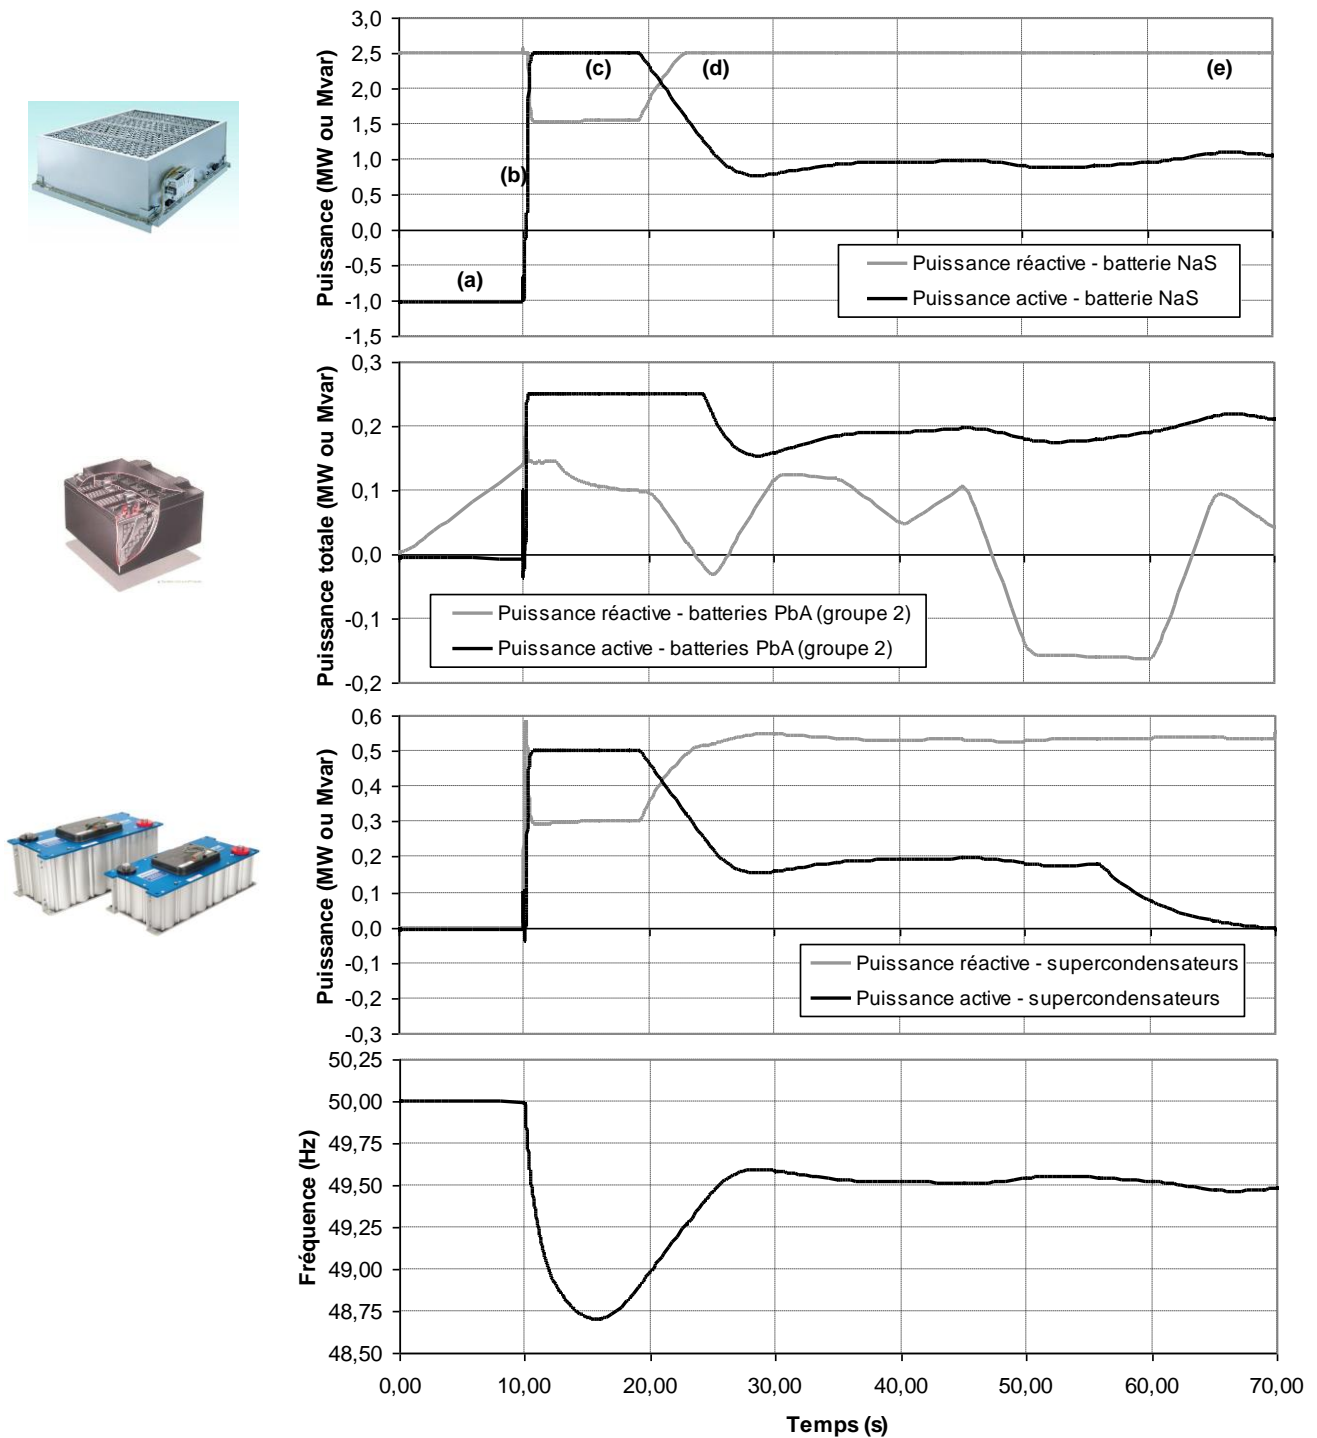 3,0
2,5
2,0
1,5
1,0
0,5
0,0
-0,5
-1,0
-1,5
Puissance (MW ou Mvar)
(a)
(b)
(c)
(d)
(e)
Puissance réactive - batterie NaS
Puissance active - batterie NaS
0,3
0,2
0,1
0,0
-0,1
-0,2
Puissance totale (MW ou Mvar)
Puissance réactive - batteries PbA (groupe 2)
Puissance active - batteries PbA (groupe 2)
0,6
0,5
0,4
0,3
0,2
0,1
0,0
-0,1
-0,2
-0,3
Puissance (MW ou Mvar)
Puissance réactive - supercondensateurs
Puissance active - supercondensateurs
50,25
50,00
49,75
49,50
49,25
49,00
48,75
48,50
Fréquence (Hz)
0,00 10,00 20,00 30,00 40,00 50,00 60,00 70,00
Temps (s)